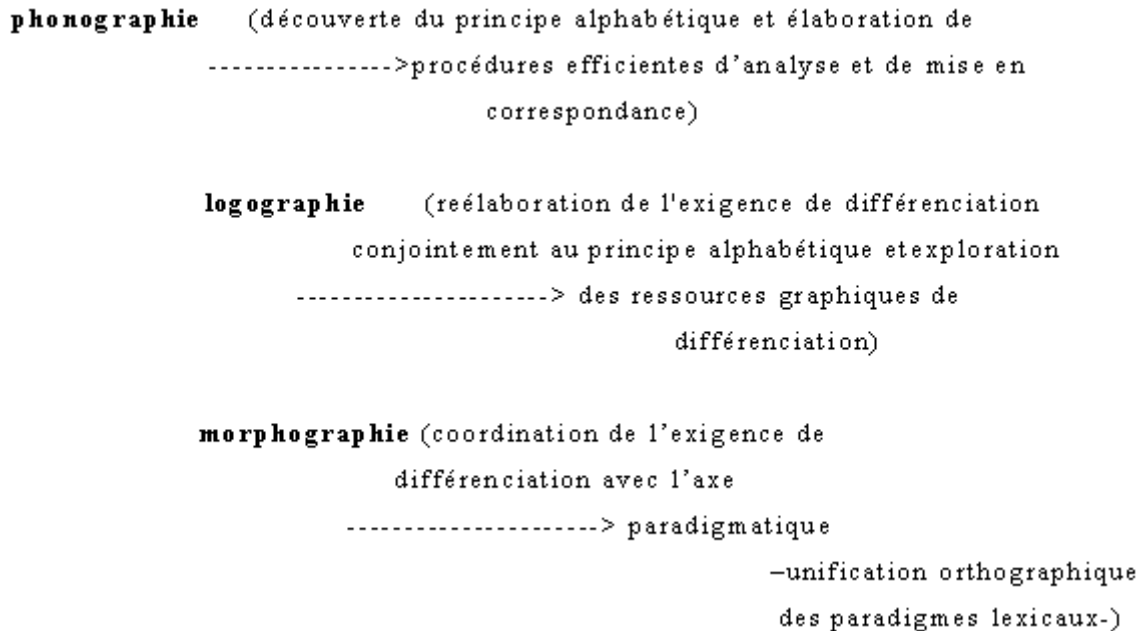 phonographie (découverte du principe alphabétique et élaboration de
---------------->procédures efficientes d'analyse et de mise en
correspondance)
logographie (reélaboration de l'exigence de différenciation
conjointement au principe alphabétique etexploration
----------------------> des ressources graphiques de
différenciation)
morphographie (coordination de l'exigence de
différenciation avec l'axe
----------------------> paradigmatique
–unification orthographique
des paradigmes lexicaux-)